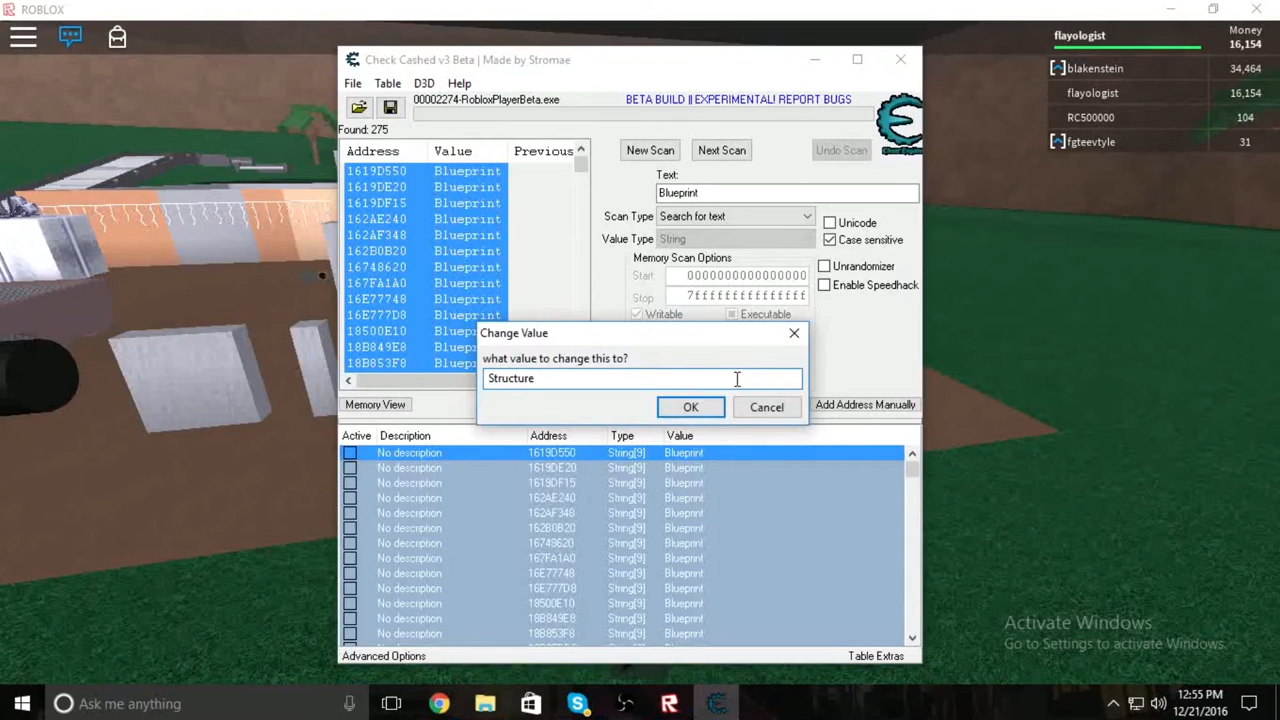 ROBLOX
flayologist
Money
16,154
blakenstein 34,464
flayologist 16,154
RC500000 104
fgteevtyle 31
Check Cashed v3 Beta | Made by Stromae
File Table D3D Help
00002274-RobloxPlayerBeta.exe
BETA BUILD || EXPERIMENTAL! REPORT BUGS
Found: 275
Address Value Previous
1619D550 Blueprint
1619DE20 Blueprint
1619DF15 Blueprint
162AE240 Blueprint
162AF348 Blueprint
162B0B20 Blueprint
16748620 Blueprint
167FA1A0 Blueprint
16E77748 Blueprint
16E777D8 Bluep
18500E10 Bluep
18B849E8 Bluep
18B853F8 Bluep
New Scan Next Scan Undo Scan
Text:
Blueprint
Scan Type Search for text
Value Type String
Unicode
Case sensitive
Memory Scan Options
Start 0000000000000000
Stop 7fffffffffffffff
Writable Executable
Unrandomizer
Enable Speedhack
Change Value
what value to change this to?
Structure
OK Cancel
Memory View
Add Address Manually
Active Description Address Type Value
No description 1619D550 String[9] Blueprint
No description 1619DE20 String[9] Blueprint
No description 1619DF15 String[9] Blueprint
No description 162AE240 String[9] Blueprint
No description 162AF348 String[9] Blueprint
No description 162B0B20 String[9] Blueprint
No description 16748620 String[9] Blueprint
No description 167FA1A0 String[9] Blueprint
No description 16E77748 String[9] Blueprint
No description 16E777D8 String[9] Blueprint
No description 18500E10 String[9] Blueprint
No description 18B849E8 String[9] Blueprint
No description 18B853F8 String[9] Blueprint
Advanced Options
Table Extras
Activate Windows
Go to Settings to activate Windows.
Ask me anything
12:55 PM
12/21/2016